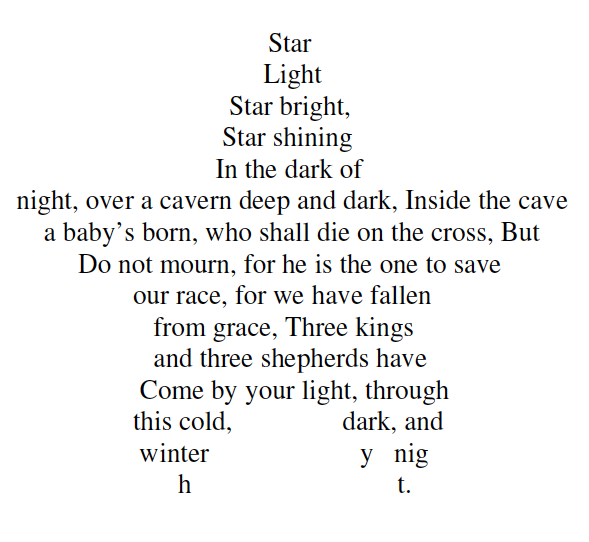 Star
Light
Star bright,
Star shining
In the dark of
night, over a cavern deep and dark, Inside the cave
a baby’s born, who shall die on the cross, But
Do not mourn, for he is the one to save
our race, for we have fallen
from grace, Three kings
and three shepherds have
Come by your light, through
this cold, dark, and
winter y nig
h t.